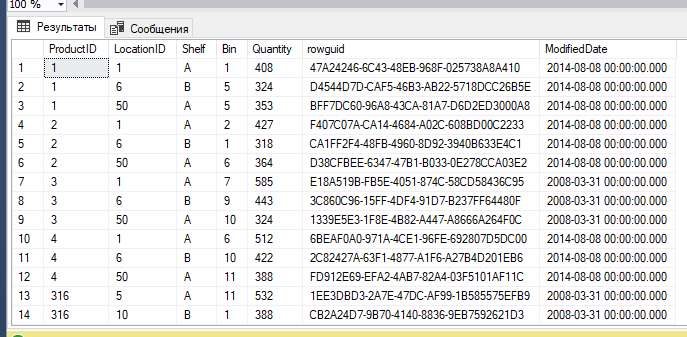 100 %
Результаты Сообщения
ProductID LocationID Shelf Bin Quantity rowguid ModifiedDate
1 1 1 A 1 408 47A24246-6C43-48EB-968F-025738A8A410 2014-08-08 00:00:00.000
2 1 6 B 5 324 D4544D7D-CAF5-46B3-AB22-5718DCC26B5E 2014-08-08 00:00:00.000
3 1 50 A 5 353 BFF7DC60-96A8-43CA-81A7-D6D2ED3000A8 2014-08-08 00:00:00.000
4 2 1 A 2 427 F407C07A-CA14-4684-A02C-608BD00C2233 2014-08-08 00:00:00.000
5 2 6 B 1 318 CA1FF2F4-48FB-4960-8D92-3940B633E4C1 2014-08-08 00:00:00.000
6 2 50 A 6 364 D38CFBEE-6347-47B1-B033-0E278CCA03E2 2014-08-08 00:00:00.000
7 3 1 A 7 585 E18A519B-FB5E-4051-874C-58CD58436C95 2008-03-31 00:00:00.000
8 3 6 B 9 443 3C860C96-15FF-4DF4-91D7-B237FF64480F 2008-03-31 00:00:00.000
9 3 50 A 10 324 1339E5E3-1F8E-4B82-A447-A8666A264F0C 2008-03-31 00:00:00.000
10 4 1 A 6 512 6BEAF0A0-971A-4CE1-96FE-692807D5DC00 2014-08-08 00:00:00.000
11 4 6 B 10 422 2C82427A-63F1-4877-A1F6-A27B4D201EB6 2014-08-08 00:00:00.000
12 4 50 A 11 388 FD912E69-EFA2-4AB7-82A4-03F5101AF11C 2014-08-08 00:00:00.000
13 316 5 A 11 532 1EE3DBD3-2A7E-47DC-AF99-1B585575EFB9 2008-03-31 00:00:00.000
14 316 10 B 1 388 CB2A24D7-9B70-4140-8836-9EB7592621D3 2008-03-31 00:00:00.000